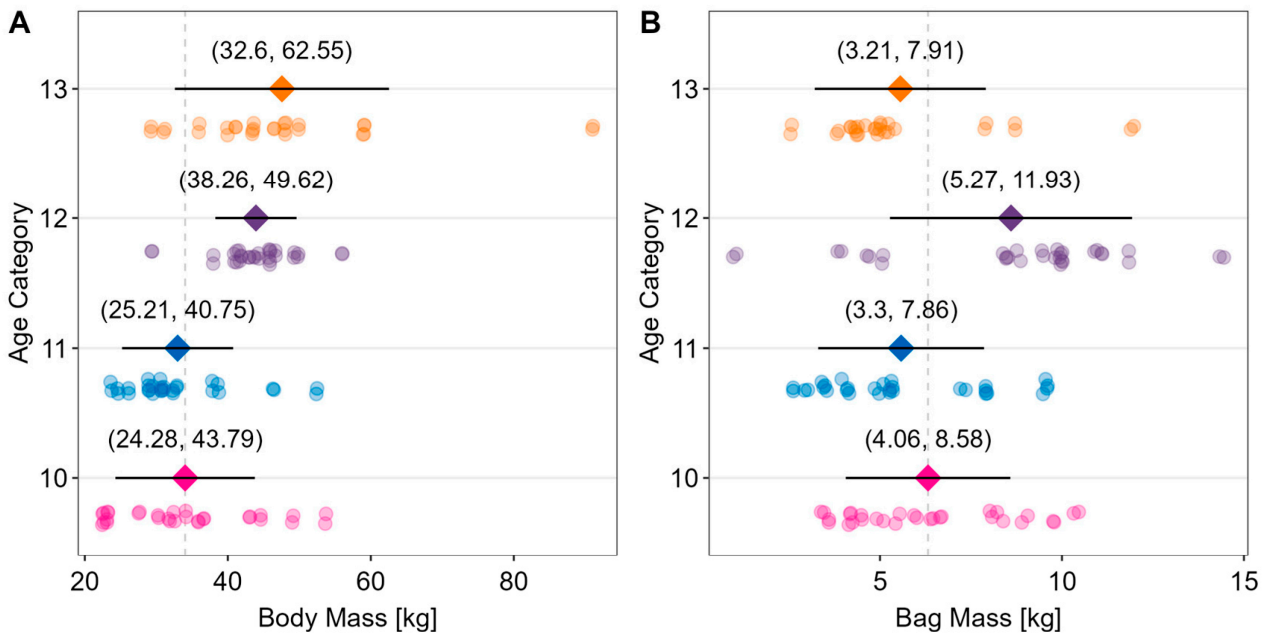 A
(32.6, 62.55)
13
(38.26, 49.62)
12
(25.21, 40.75)
11
(24.28, 43.79)
10
Age Category
20 40 60 80
Body Mass [kg]
B
(3.21, 7.91)
13
(5.27, 11.93)
12
(3.3, 7.86)
11
(4.06, 8.58)
10
Age Category
5 10 15
Bag Mass [kg]